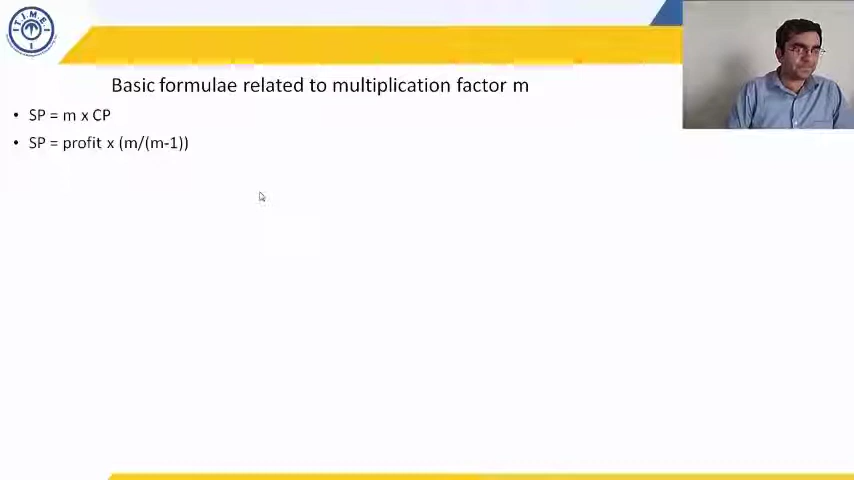 T.I.M.E.
Basic formulae related to multiplication factor m
• SP = m x CP
• SP = profit x (m/(m-1))